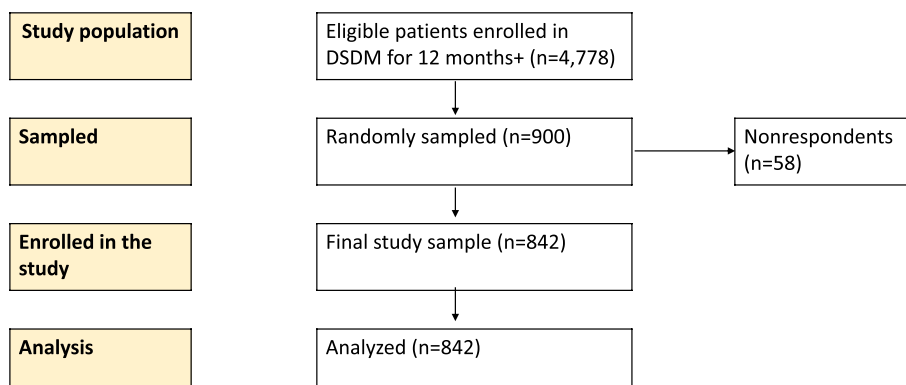 Study population
Eligible patients enrolled in
DSDM for 12 months+ (n=4,778)
Sampled
Randomly sampled (n=900)
Nonrespondents
(n=58)
Enrolled in the
study
Final study sample (n=842)
Analysis
Analyzed (n=842)